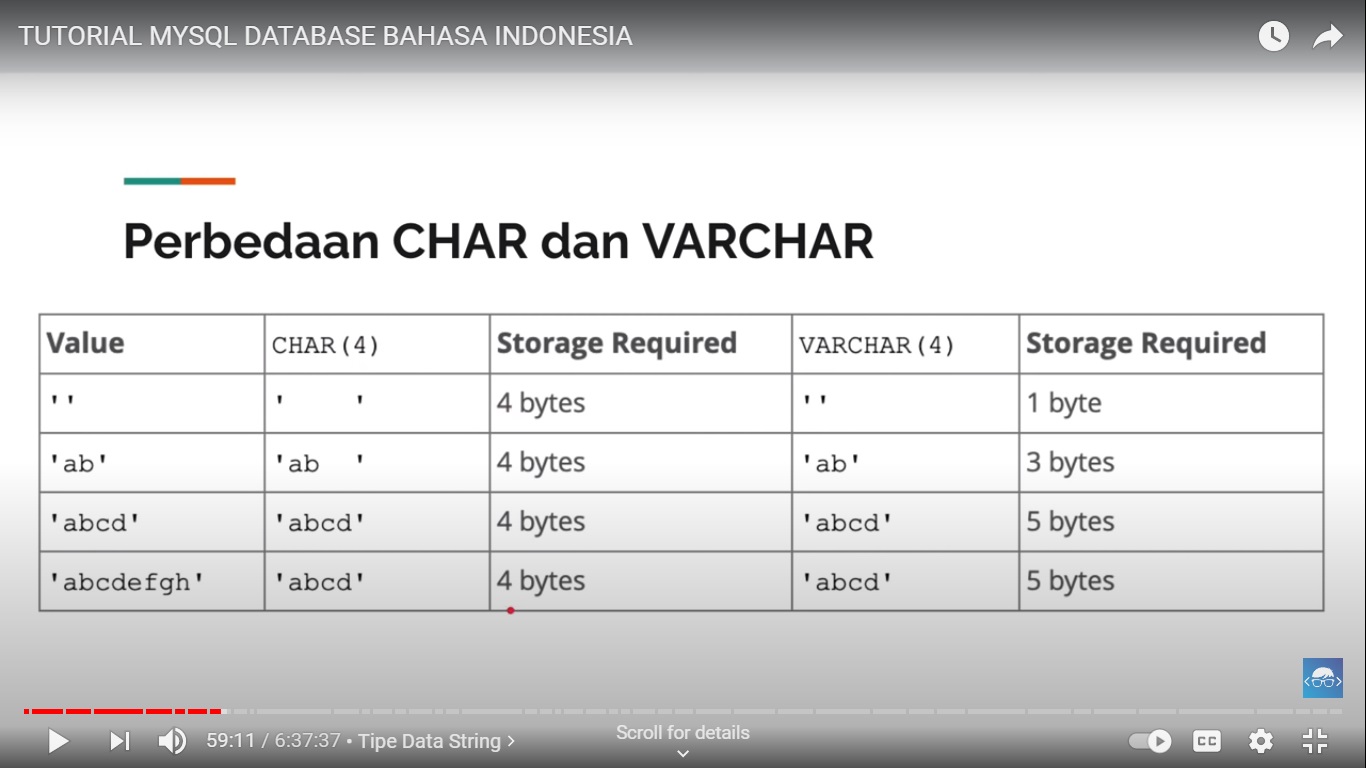 TUTORIAL MYSQL DATABASE BAHASA INDONESIA
Perbedaan CHAR dan VARCHAR
Value CHAR(4) Storage Required VARCHAR(4) Storage Required
'' '    ' 4 bytes '' 1 byte
'ab' 'ab  ' 4 bytes 'ab' 3 bytes
'abcd' 'abcd' 4 bytes 'abcd' 5 bytes
'abcdefgh' 'abcd' 4 bytes 'abcd' 5 bytes
59:11 / 6:37:37 • Tipe Data String > Scroll for details CC